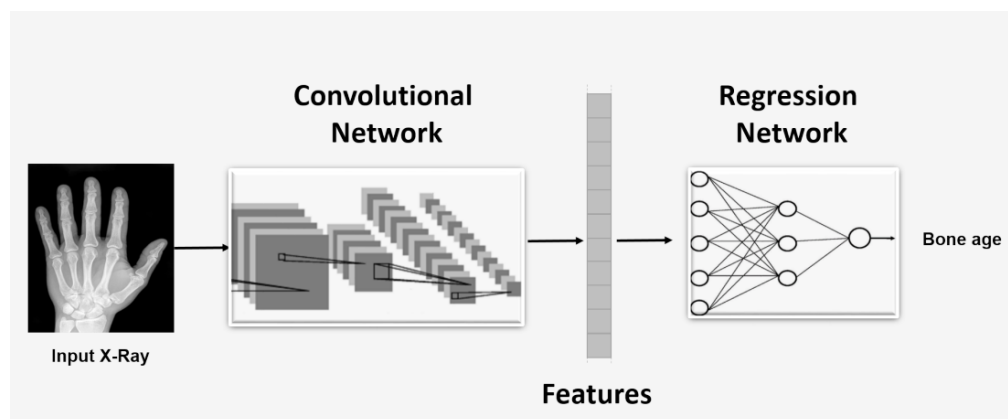 Convolutional
Network
Regression
Network
Bone age
Input X-Ray
Features